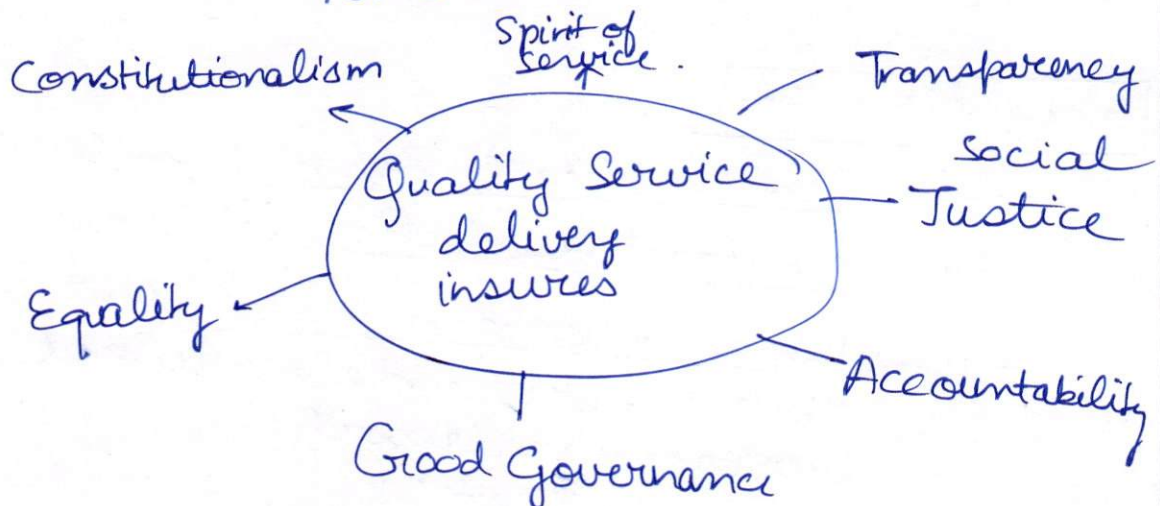 Spirit of
service.
Constitutionalism
Transparency
Social
Justice
Quality Service
delivery
insures
Equality
Accountability
Good Governance